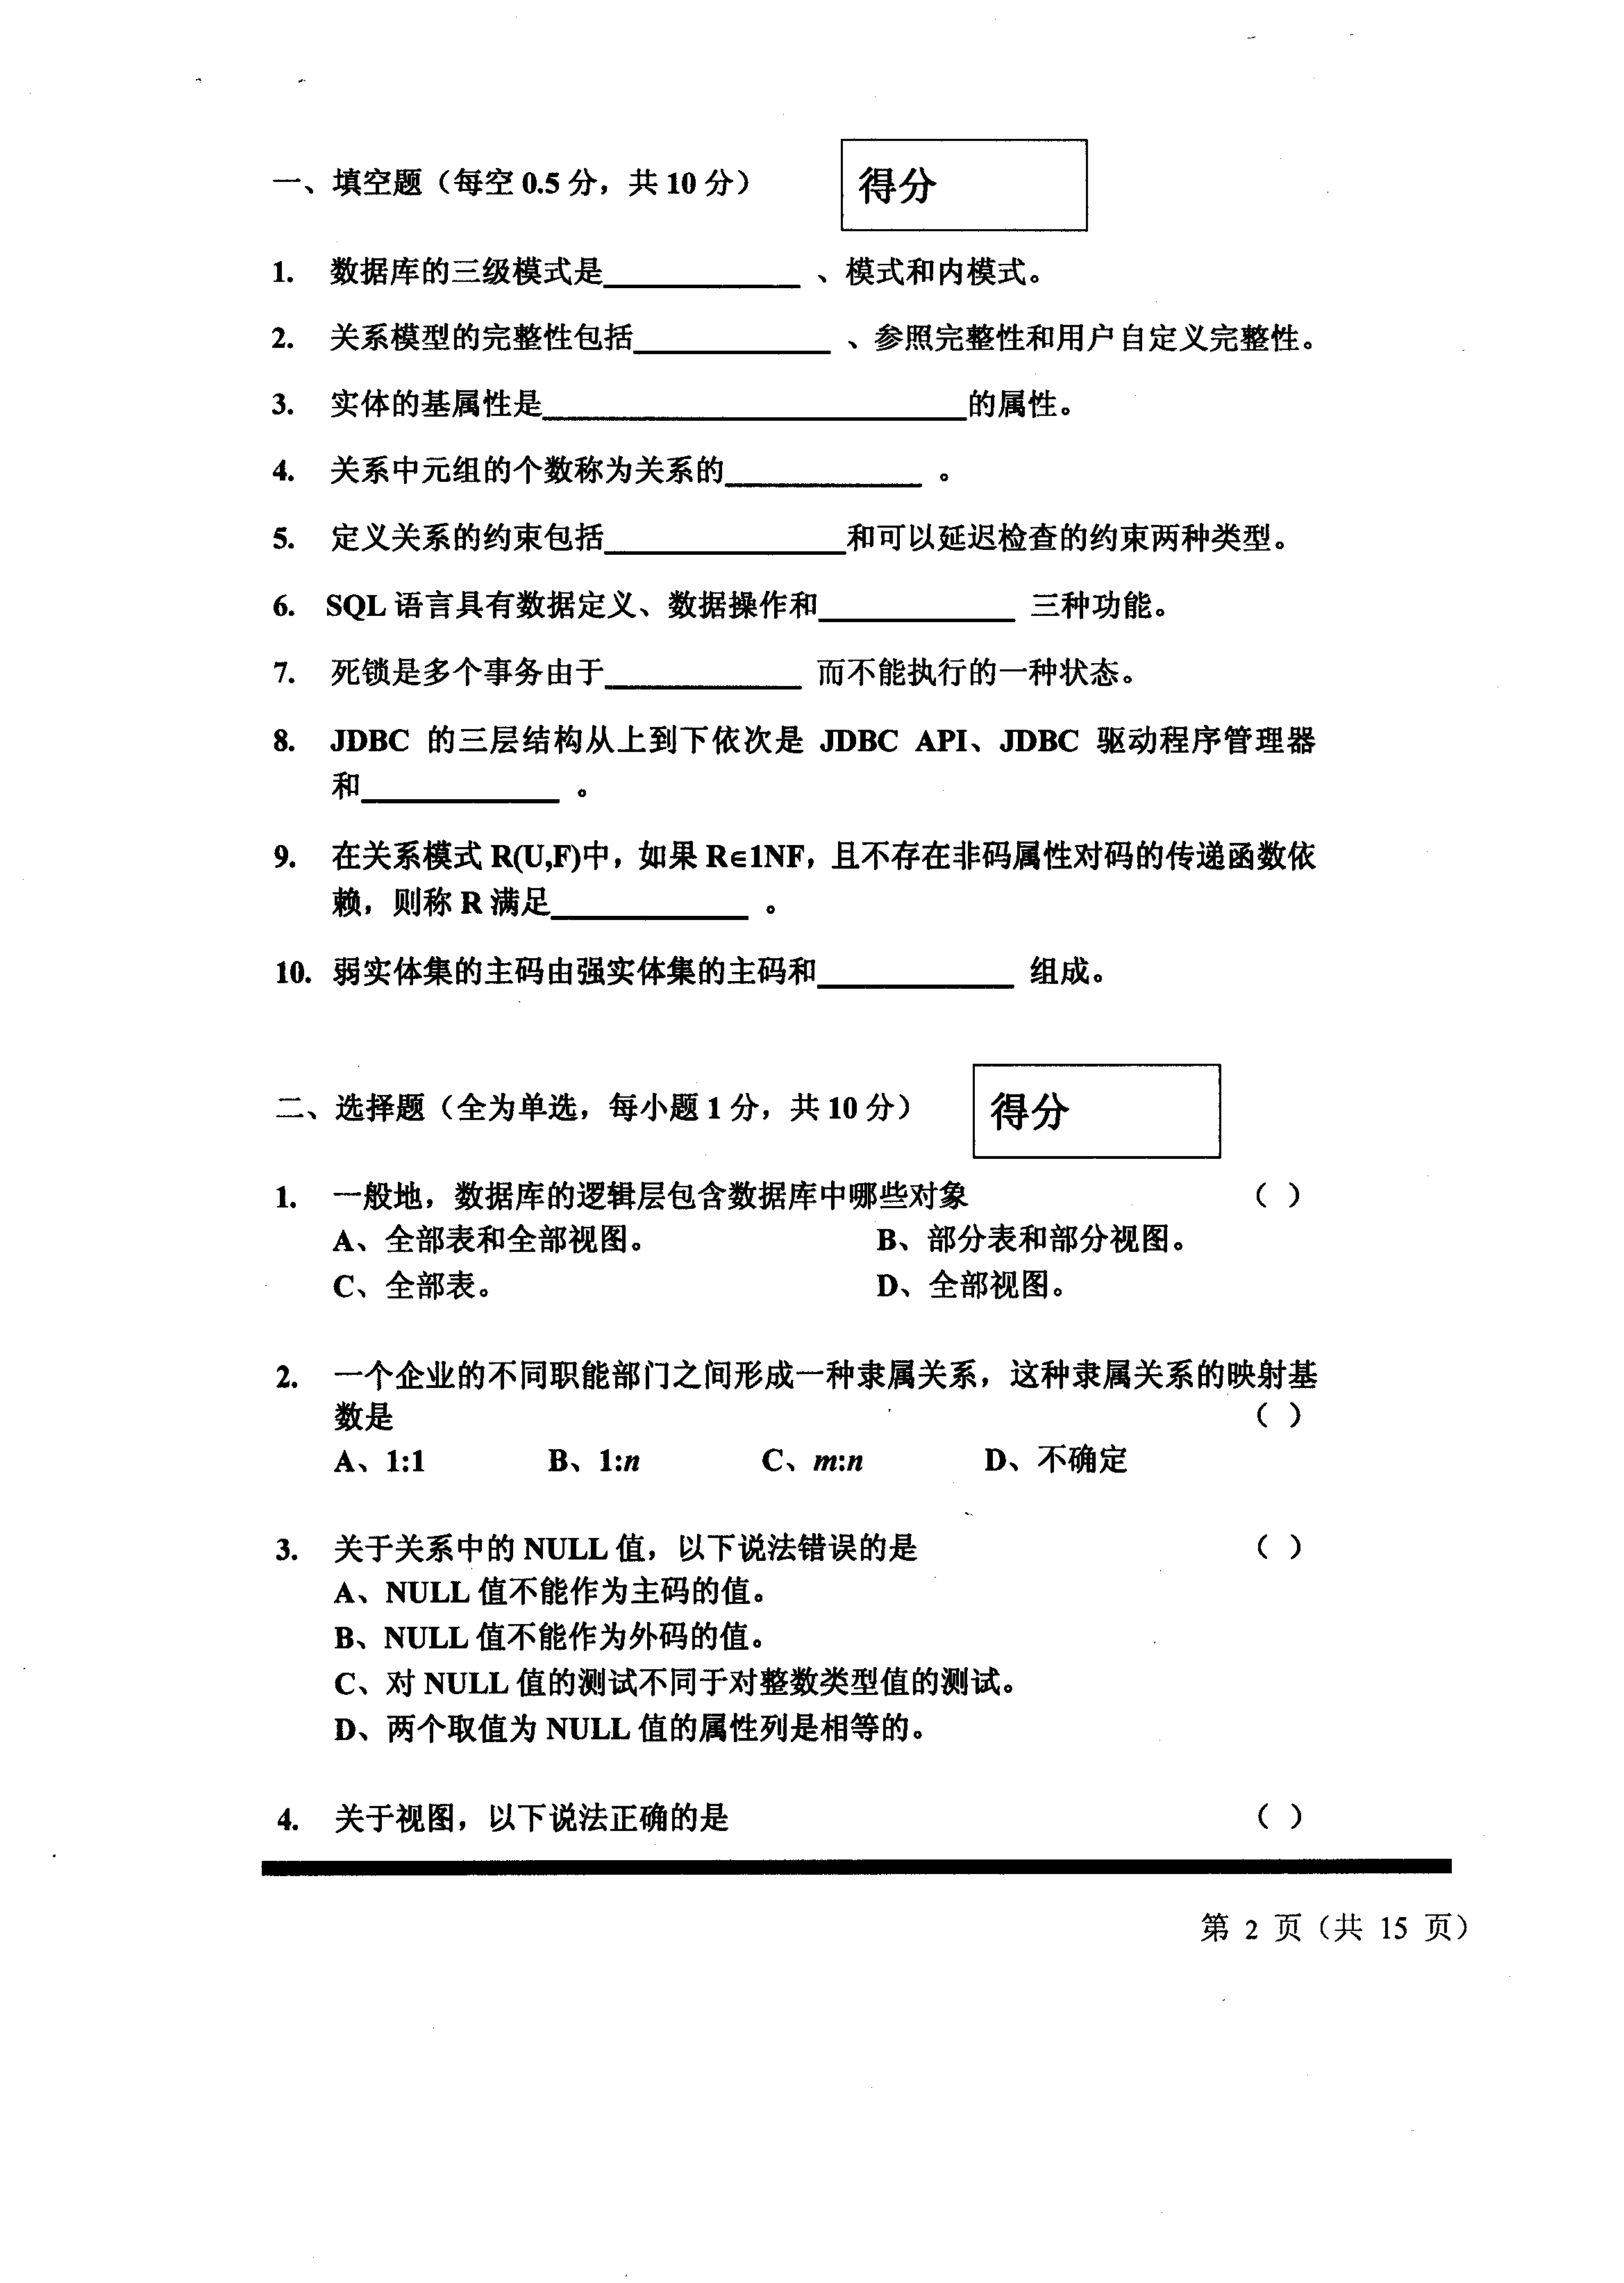 一、填空题（每空 0.5 分，共 10 分）
得分
1. 数据库的三级模式是____________ 、模式和内模式。
2. 关系模型的完整性包括____________ 、参照完整性和用户自定义完整性。
3. 实体的基属性是__________________________的属性。
4. 关系中元组的个数称为关系的____________ 。
5. 定义关系的约束包括_______________和可以延迟检查的约束两种类型。
6. SQL 语言具有数据定义、数据操作和____________ 三种功能。
7. 死锁是多个事务由于____________ 而不能执行的一种状态。
8. JDBC 的三层结构从上到下依次是 JDBC API、JDBC 驱动程序管理器
和____________ 。
9. 在关系模式 R(U,F)中，如果 R∈1NF，且不存在非码属性对码的传递函数依
赖，则称 R 满足____________ 。
10. 弱实体集的主码由强实体集的主码和____________ 组成。
二、选择题（全为单选，每小题 1 分，共 10 分）
得分
1. 一般地，数据库的逻辑层包含数据库中哪些对象 （ ）
A、全部表和全部视图。 B、部分表和部分视图。
C、全部表。 D、全部视图。
2. 一个企业的不同职能部门之间形成一种隶属关系，这种隶属关系的映射基
数是 （ ）
A、1:1 B、1:n C、m:n D、不确定
3. 关于关系中的 NULL 值，以下说法错误的是 （ ）
A、NULL 值不能作为主码的值。
B、NULL 值不能作为外码的值。
C、对 NULL 值的测试不同于对整数类型值的测试。
D、两个取值为 NULL 值的属性列是相等的。
4. 关于视图，以下说法正确的是 （ ）
第 2 页（共 15 页）